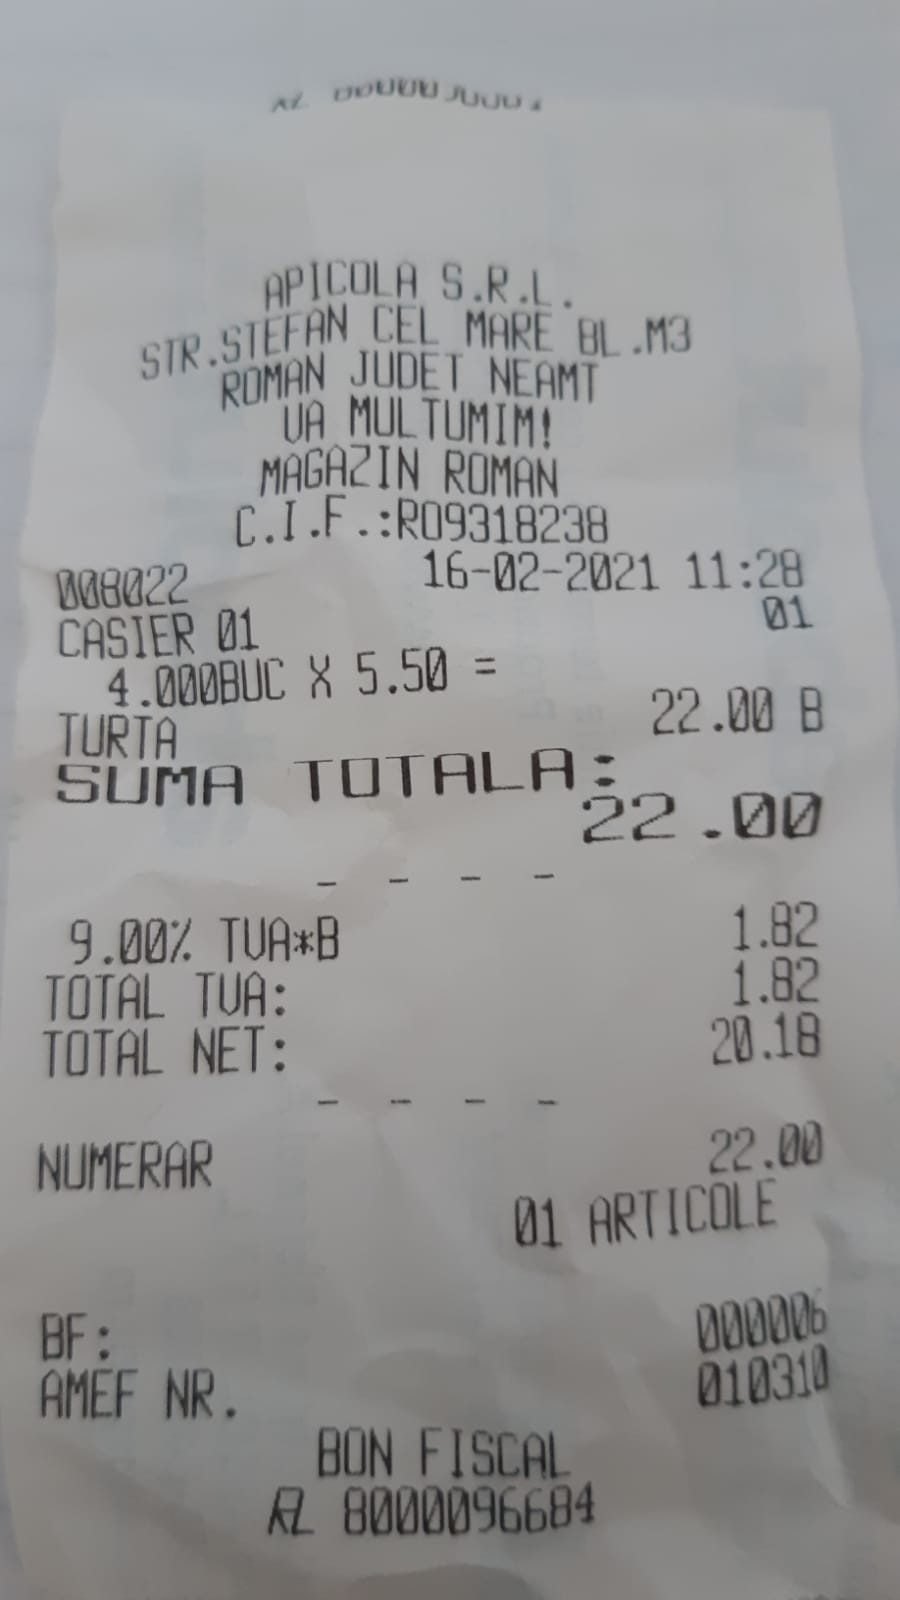 APICOLA S.R.L.
STR.STEFAN CEL MARE BL.M3
ROMAN JUDET NEAMT
VA MULTUMIM!
MAGAZIN ROMAN
C.I.F.:RO9318238
008022 16-02-2021 11:28
CASIER 01 01
4.000BUC X 5.50 =
TURTA 22.00 B
SUMA TOTALA:
22.00
- - - -
9.00% TVA*B 1.82
TOTAL TVA: 1.82
TOTAL NET: 20.18
- - - -
NUMERAR 22.00
01 ARTICOLE
BF: 000006
AMEF NR. 010310
BON FISCAL
AZ 8000096684